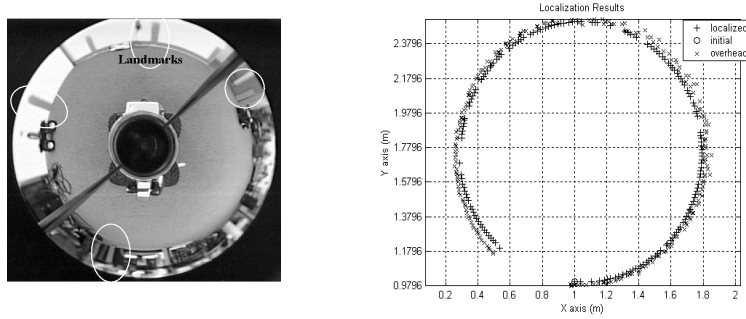 Landmarks
Localization Results
localized
initial
overhead
2.3796
2.1796
1.9796
1.7796
1.5796
1.3796
1.1796
0.9796
Y axis (m)
0.2 0.4 0.6 0.8 1 1.2 1.4 1.6 1.8 2
X axis (m)